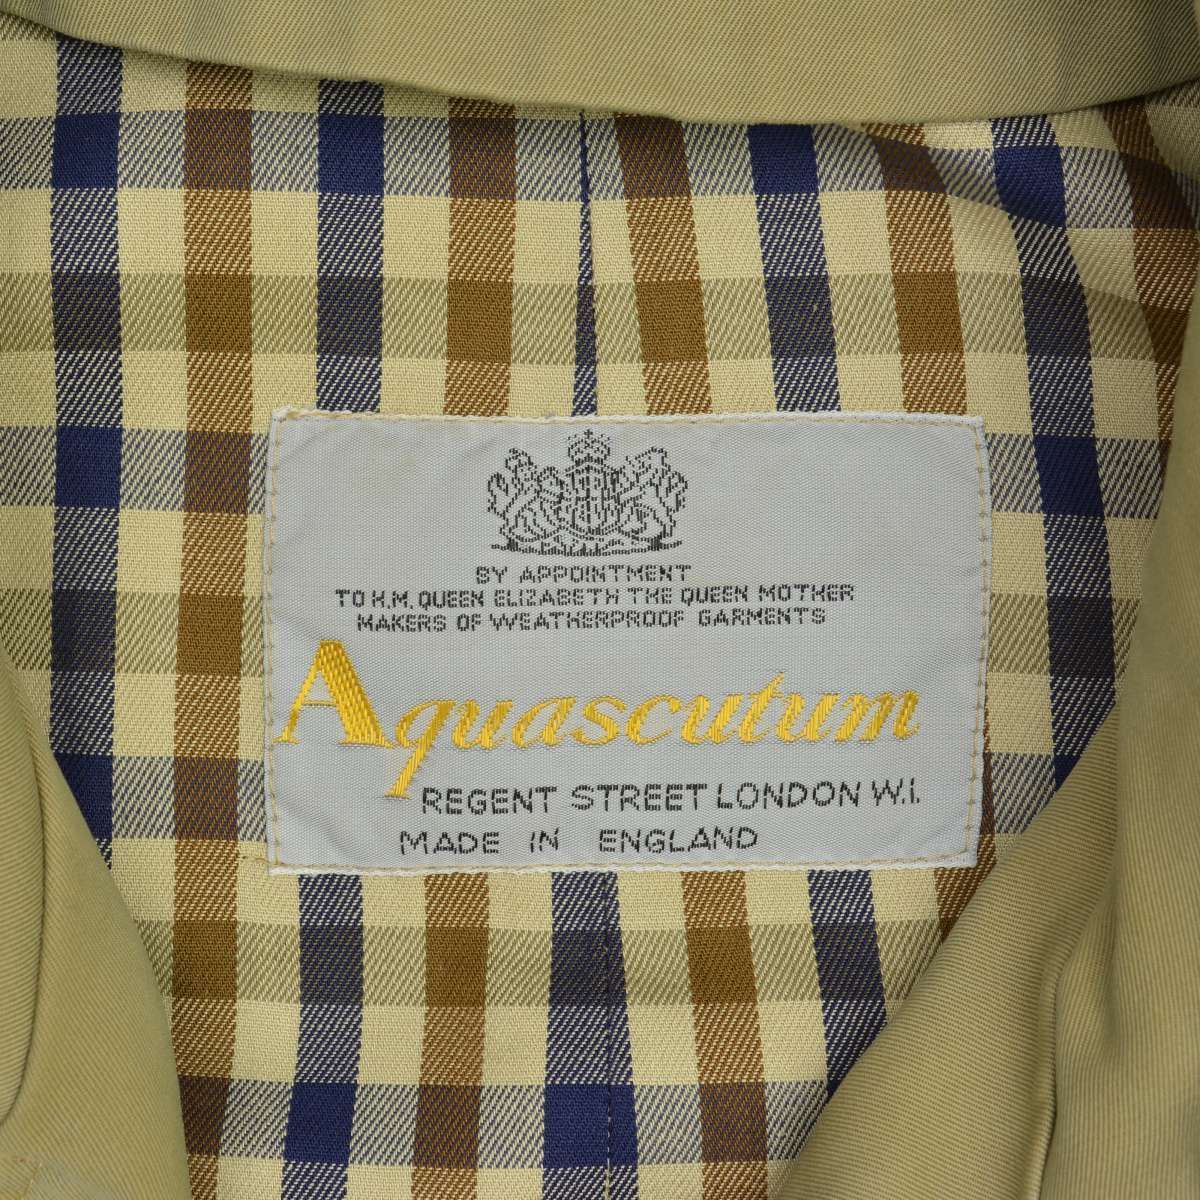 BY APPOINTMENT
TO H.M. QUEEN ELIZABETH THE QUEEN MOTHER
MAKERS OF WEATHERPROOF GARMENTS
Aquascutum
REGENT STREET LONDON W.I.
MADE IN ENGLAND